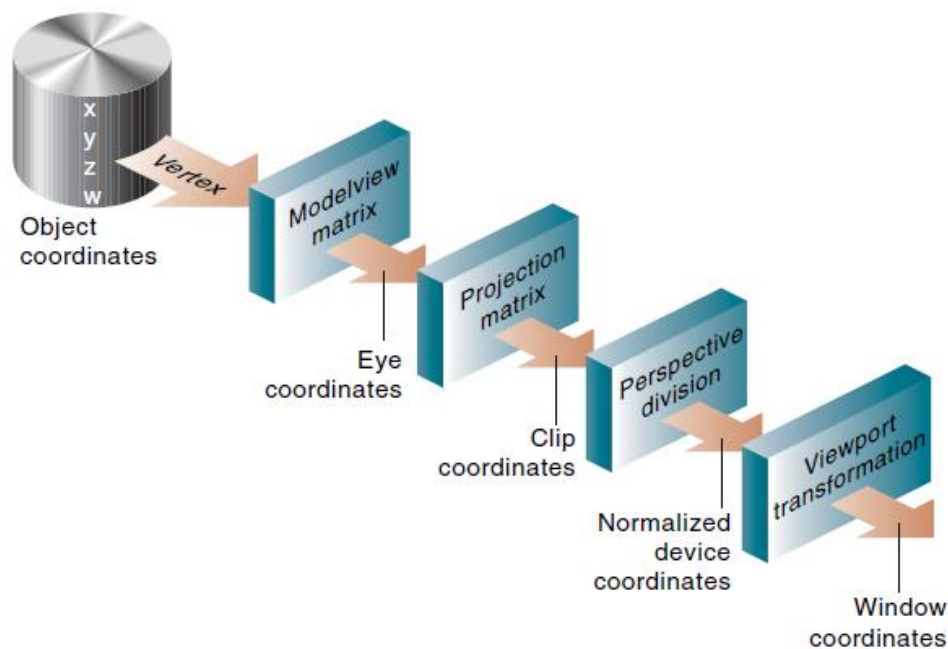 x
y
z
w
Vertex
Object
coordinates
Modelview
matrix
Eye
coordinates
Projection
matrix
Clip
coordinates
Perspective
division
Normalized
device
coordinates
Viewport
transformation
Window
coordinates